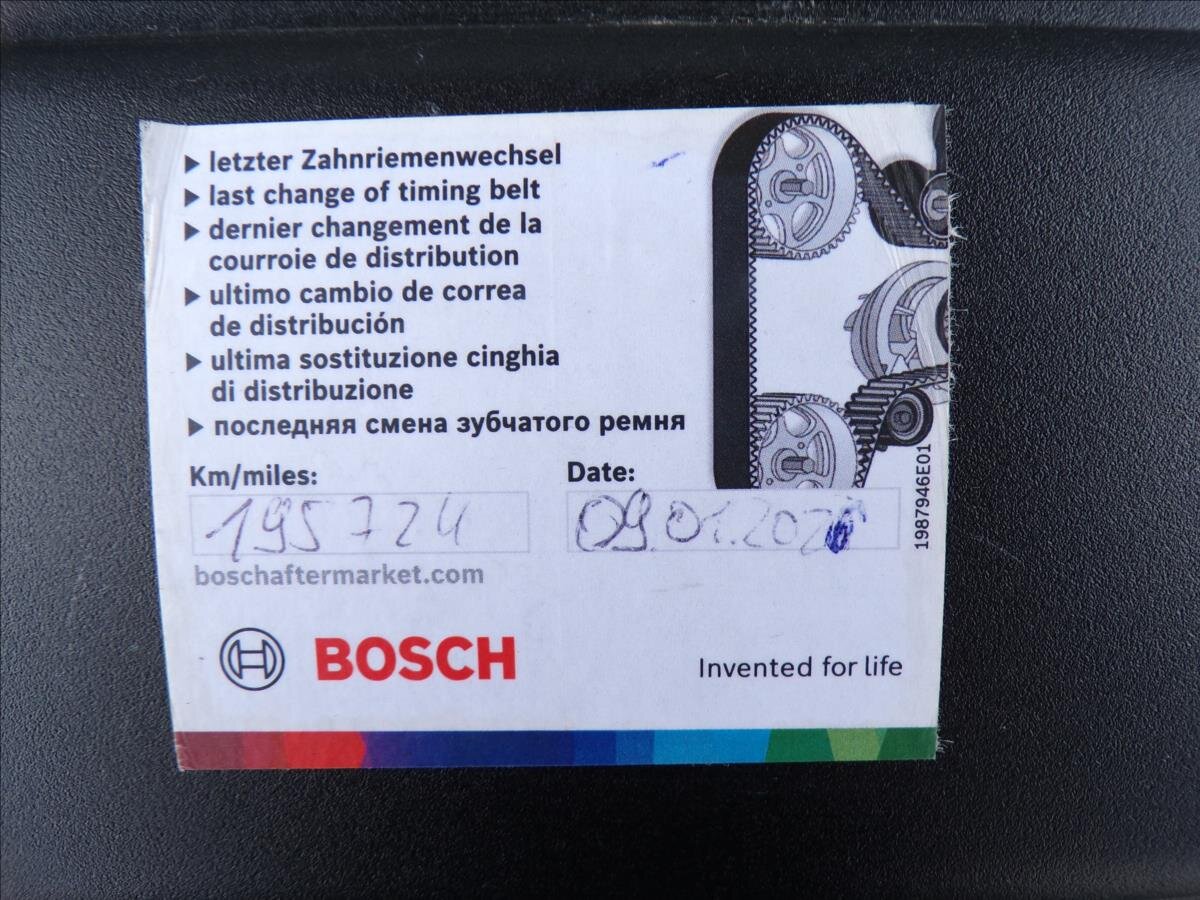 ▶ letzter Zahnriemenwechsel
▶ last change of timing belt
▶ dernier changement de la
courroie de distribution
▶ ultimo cambio de correa
de distribución
▶ ultima sostituzione cinghia
di distribuzione
▶ последняя смена зубчатого ремня
Km/miles: Date:
195724
boschaftermarket.com
1987946E01
BOSCH
Invented for life